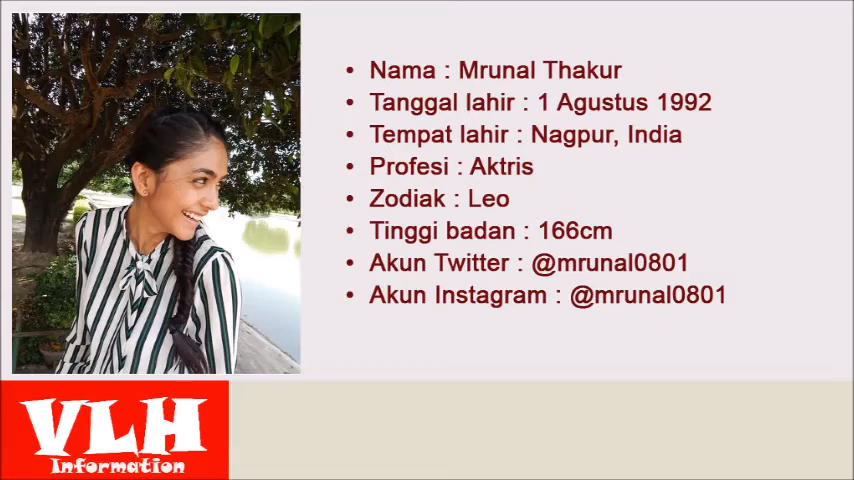 • Nama : Mrunal Thakur
• Tanggal lahir : 1 Agustus 1992
• Tempat lahir : Nagpur, India
• Profesi : Aktris
• Zodiak : Leo
• Tinggi badan : 166cm
• Akun Twitter : @mrunal0801
• Akun Instagram : @mrunal0801
VLH
Information